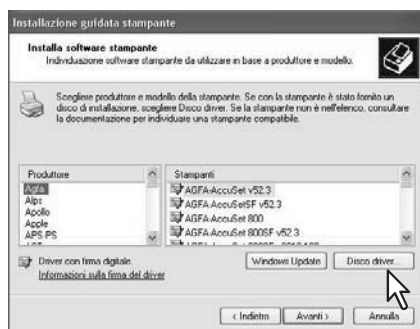 Installazione guidata stampante
Installa software stampante
Individuazione software stampante da utilizzare in base a produttore e modello.
Scegliere produttore e modello della stampante. Se con la stampante è stato fornito un
disco di installazione, scegliere Disco driver. Se la stampante non è nell'elenco, consultare
la documentazione per individuare una stampante compatibile.
Produttore
Agfa
Alps
Apollo
Apple
APS PS
Stampanti
AGFA-AccuSet v52.3
AGFA-AccuSetSF v52.3
AGFA-AccuSet 800
AGFA-AccuSet 800SF v52.3
Driver con firma digitale.
Informazioni sulla firma del driver
Windows Update
Disco driver...
< Indietro
Avanti >
Annulla